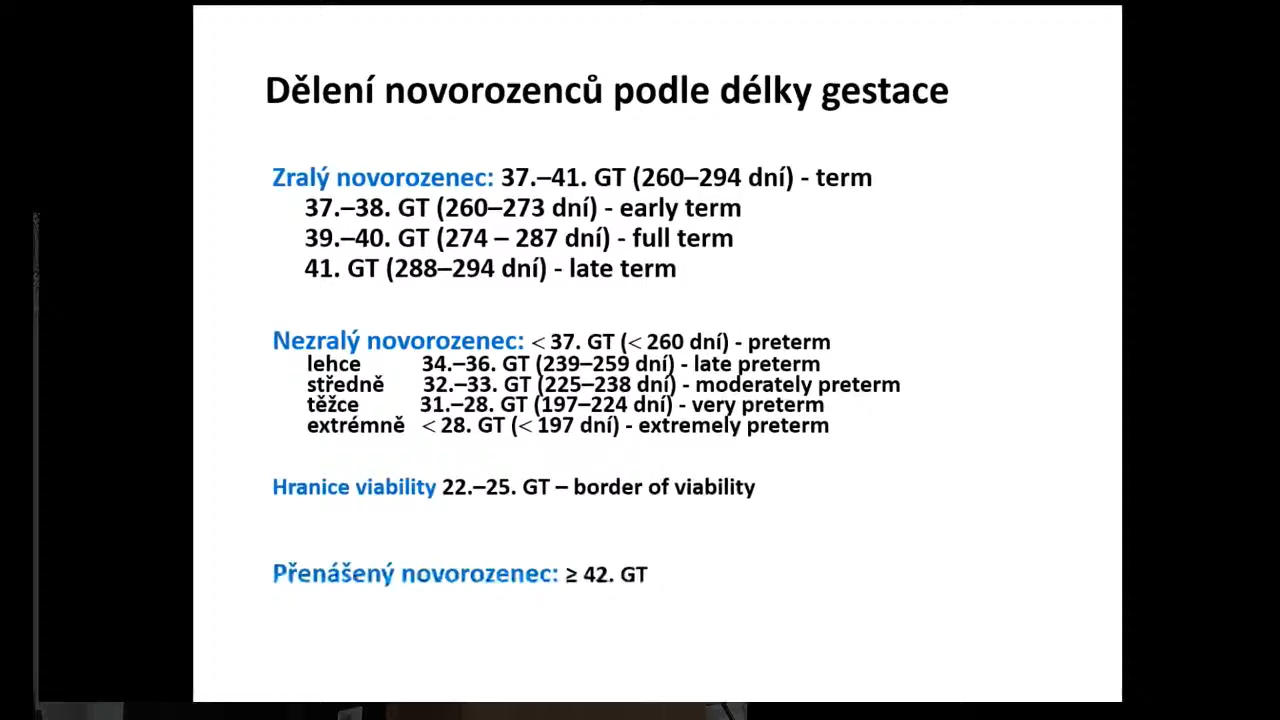 Dělení novorozenců podle délky gestace
Zralý novorozenec: 37.–41. GT (260–294 dní) - term
37.–38. GT (260–273 dní) - early term
39.–40. GT (274 – 287 dní) - full term
41. GT (288–294 dní) - late term
Nezralý novorozenec: < 37. GT (< 260 dní) - preterm
lehce 34.–36. GT (239–259 dní) - late preterm
středně 32.–33. GT (225–238 dní) - moderately preterm
těžce 31.–28. GT (197–224 dní) - very preterm
extrémně < 28. GT (< 197 dní) - extremely preterm
Hranice viability 22.–25. GT – border of viability
Přenášený novorozenec: ≥ 42. GT